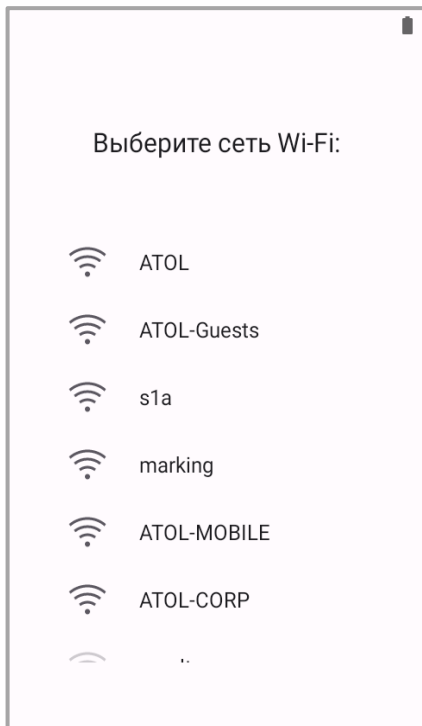 Выберите сеть Wi-Fi:
ATOL
ATOL-Guests
s1a
marking
ATOL-MOBILE
ATOL-CORP